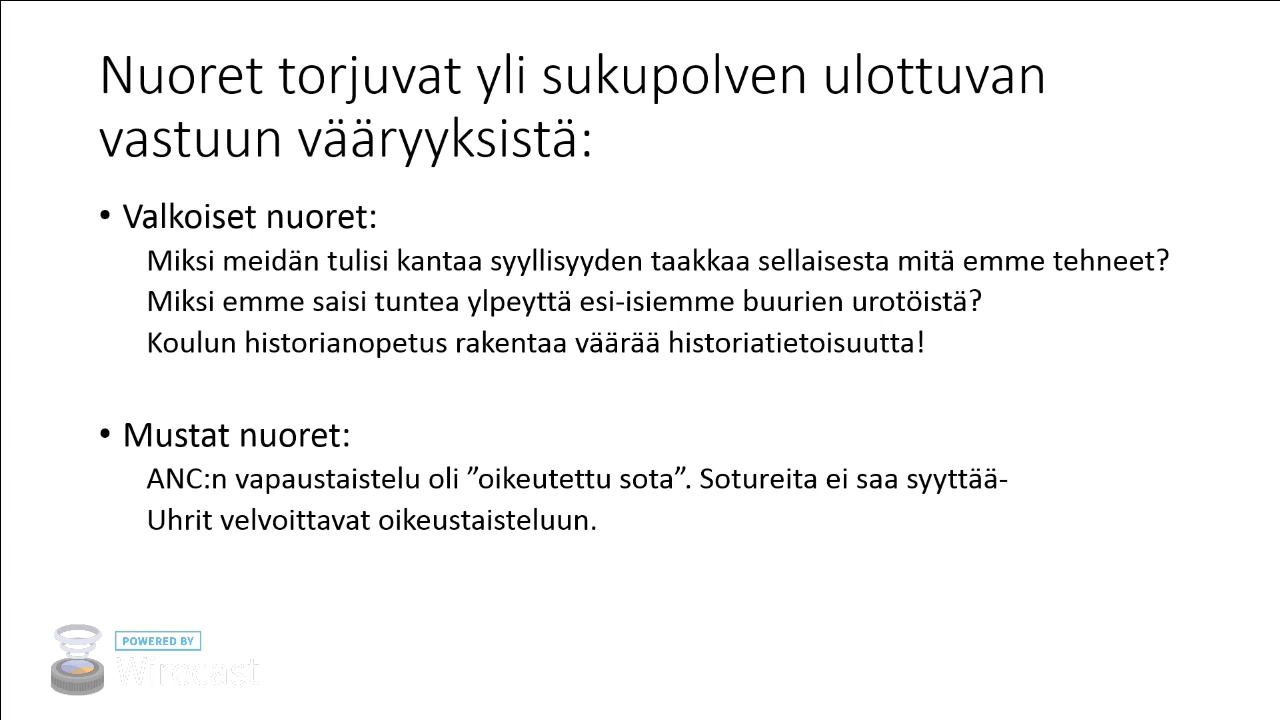 Nuoret torjuvat yli sukupolven ulottuvan
vastuun vääryyksistä:
• Valkoiset nuoret:
Miksi meidän tulisi kantaa syyllisyyden taakkaa sellaisesta mitä emme tehneet?
Miksi emme saisi tuntea ylpeyttä esi-isiemme buurien urotöistä?
Koulun historianopetus rakentaa väärää historiatietoisuutta!
• Mustat nuoret:
ANC:n vapaustaistelu oli ”oikeutettu sota”. Sotureita ei saa syyttää-
Uhrit velvoittavat oikeustaisteluun.
POWERED BY
Wirecast